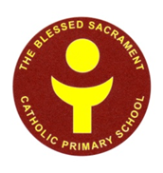 THE BLESSED SACRAMENT
CATHOLIC PRIMARY SCHOOL